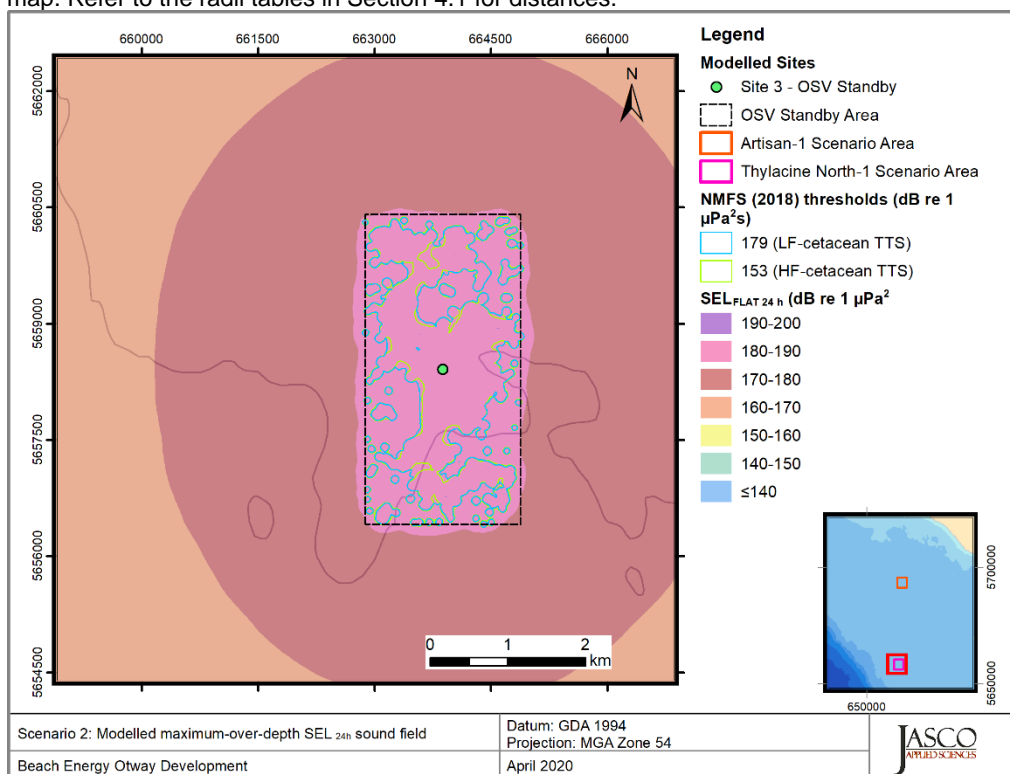 map. Refer to the radii tables in Section 4.1 for distances.
660000 661500 663000 664500 666000
5662000
5660500
5659000
5657500
5656000
5654500
N
0 1 2
km
Legend
Modelled Sites
Site 3 - OSV Standby
OSV Standby Area
Artisan-1 Scenario Area
Thylacine North-1 Scenario Area
NMFS (2018) thresholds (dB re 1
µPa²s)
179 (LF-cetacean TTS)
153 (HF-cetacean TTS)
SEL FLAT 24 h (dB re 1 µPa²
190-200
180-190
170-180
160-170
150-160
140-150
≤140
5700000
5650000
650000
Scenario 2: Modelled maximum-over-depth SEL 24h sound field
Datum: GDA 1994
Projection: MGA Zone 54
Beach Energy Otway Development
April 2020
JASCO
APPLIED SCIENCES